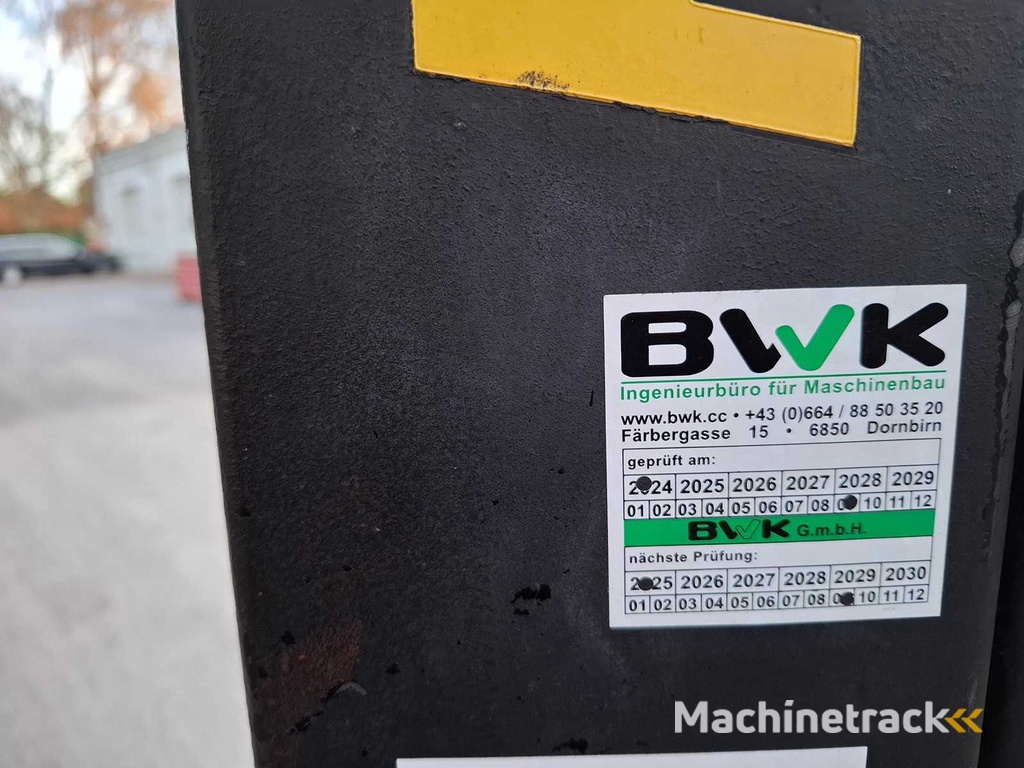 BWK
Ingenieurbüro für Maschinenbau
www.bwk.cc • +43 (0)664 / 88 50 35 20
Färbergasse 15 • 6850 Dornbirn
geprüft am:
2024 2025 2026 2027 2028 2029
01 02 03 04 05 06 07 08 09 10 11 12
BWK G.m.b.H.
nächste Prüfung:
2025 2026 2027 2028 2029 2030
01 02 03 04 05 06 07 08 09 10 11 12
Machinetrack